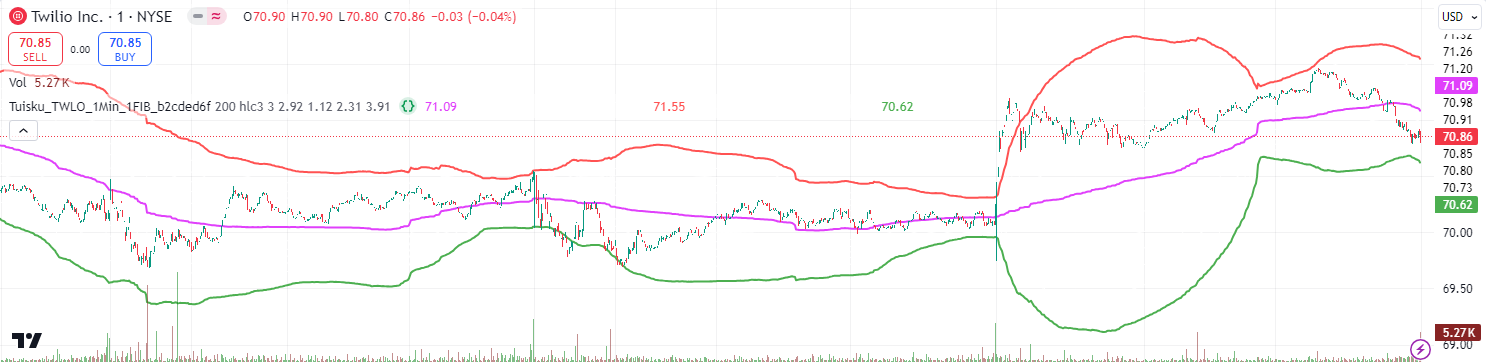 Twilio Inc. · 1 · NYSE O70.90 H70.90 L70.80 C70.86 −0.03 (−0.04%)
USD
70.85 SELL 0.00 70.85 BUY
Vol 5.27K
Tuisku_TWLO_1Min_1FIB_b2cded6f 200 hlc3 3 2.92 1.12 2.31 3.91 {} 71.09 71.55 70.62
71.32
71.26
71.20
71.09
70.98
70.91
70.86
70.85
70.80
70.73
70.62
70.00
69.50
5.27K
69.00